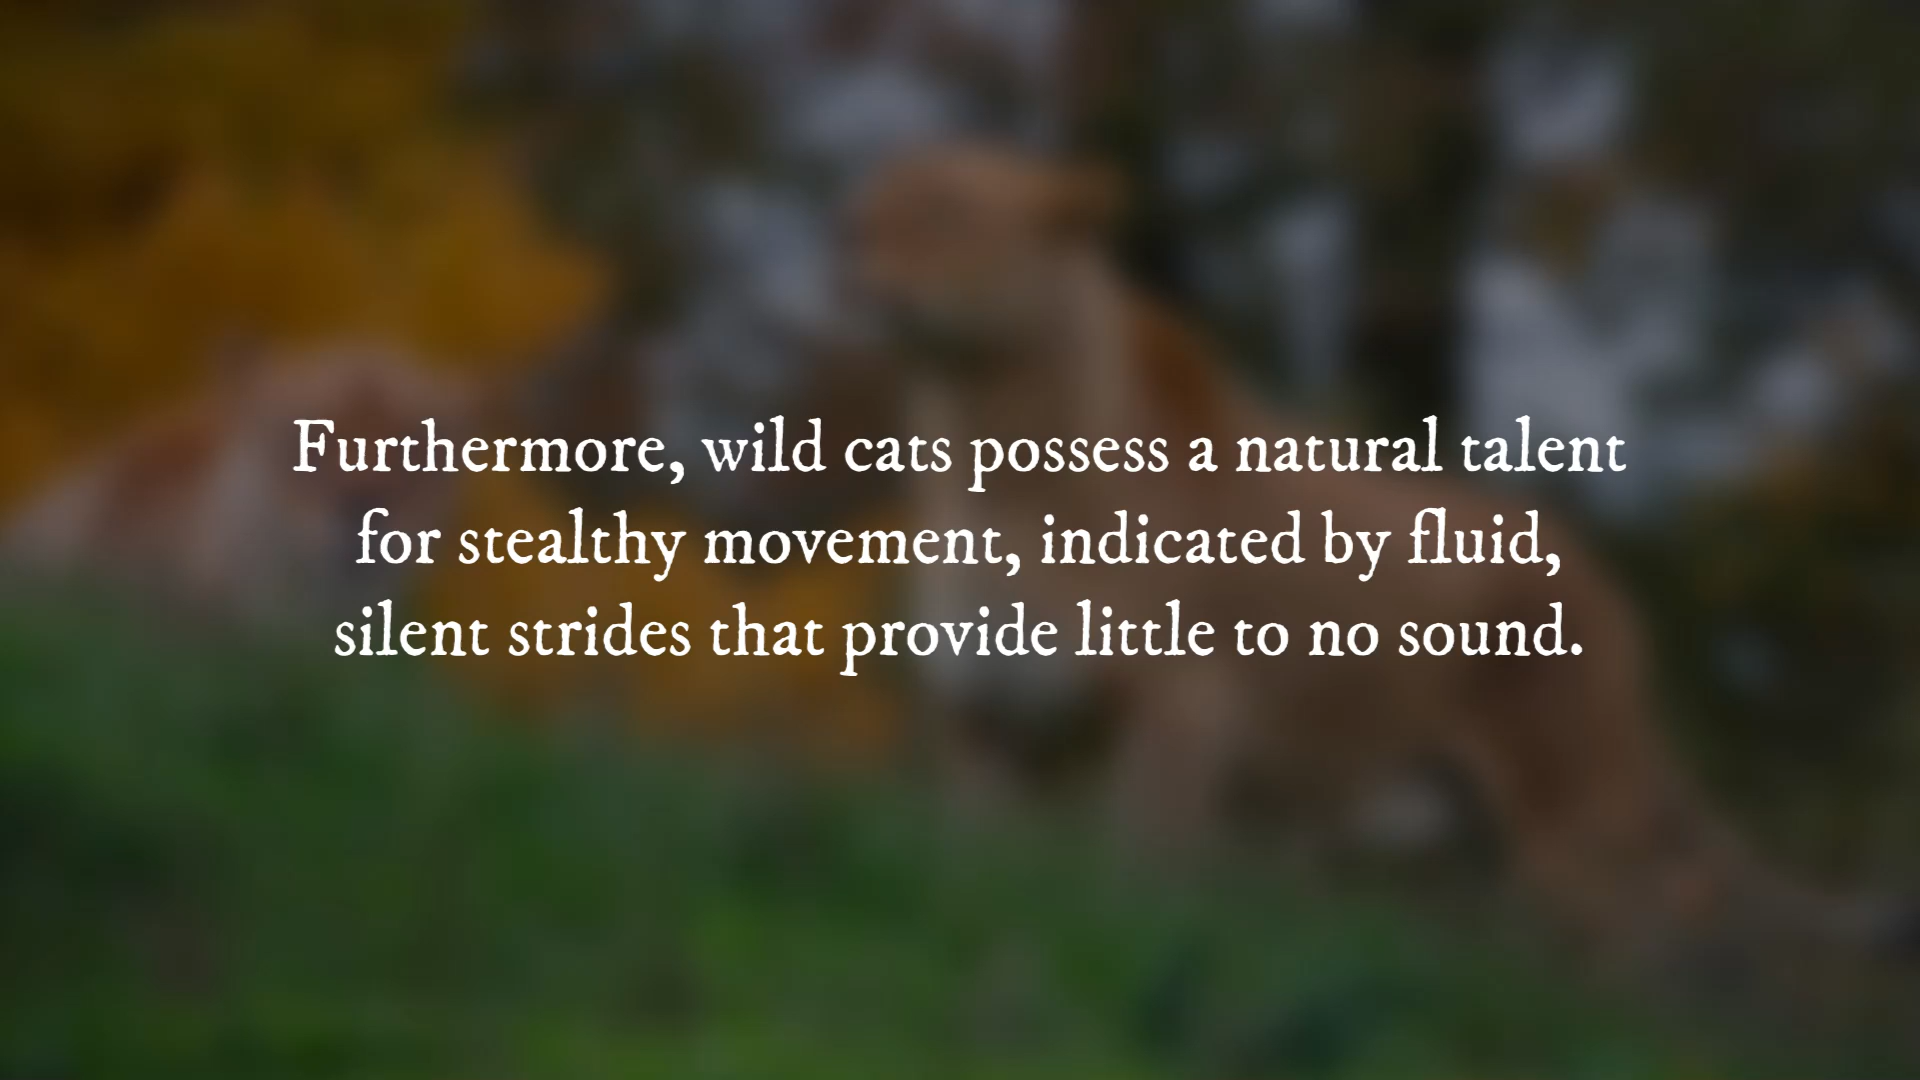 Furthermore, wild cats possess a natural talent
for stealthy movement, indicated by fluid,
silent strides that provide little to no sound.